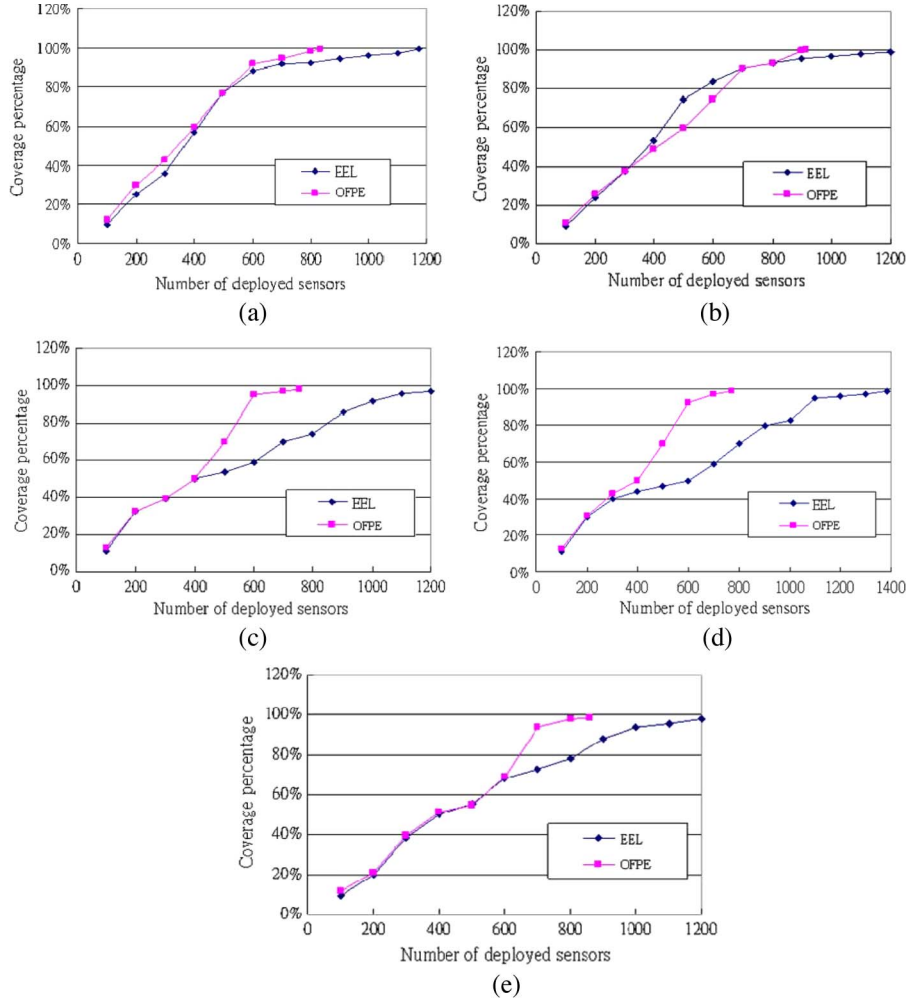 120%
100%
80%
60%
40%
20%
0%
Coverage percentage
EEL
OFPE
0 200 400 600 800 1000 1200
Number of deployed sensors
(a)
120%
100%
80%
60%
40%
20%
0%
Coverage percentage
EEL
OFPE
0 200 400 600 800 1000 1200
Number of deployed sensors
(b)
120%
100%
80%
60%
40%
20%
0%
Coverage percentage
EEL
OFPE
0 200 400 600 800 1000 1200
Number of deployed sensors
(c)
120%
100%
80%
60%
40%
20%
0%
Coverage percentage
EEL
OFPE
0 200 400 600 800 1000 1200 1400
Number of deployed sensors
(d)
120%
100%
80%
60%
40%
20%
0%
Coverage percentage
EEL
OFPE
0 200 400 600 800 1000 1200
Number of deployed sensors
(e)